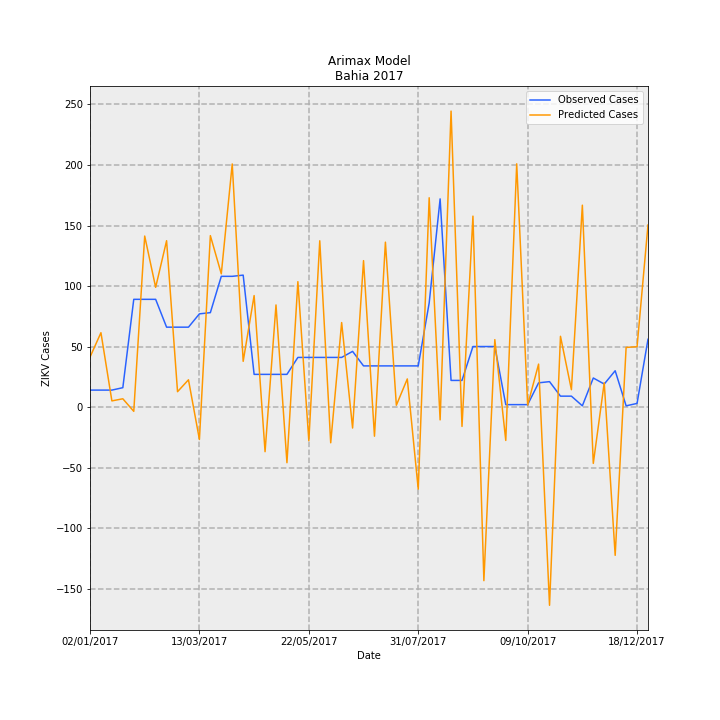 Arimax Model
Bahia 2017
Observed Cases
Predicted Cases
250
200
150
100
50
0
−50
−100
−150
ZIKV Cases
02/01/2017 13/03/2017 22/05/2017 31/07/2017 09/10/2017 18/12/2017
Date